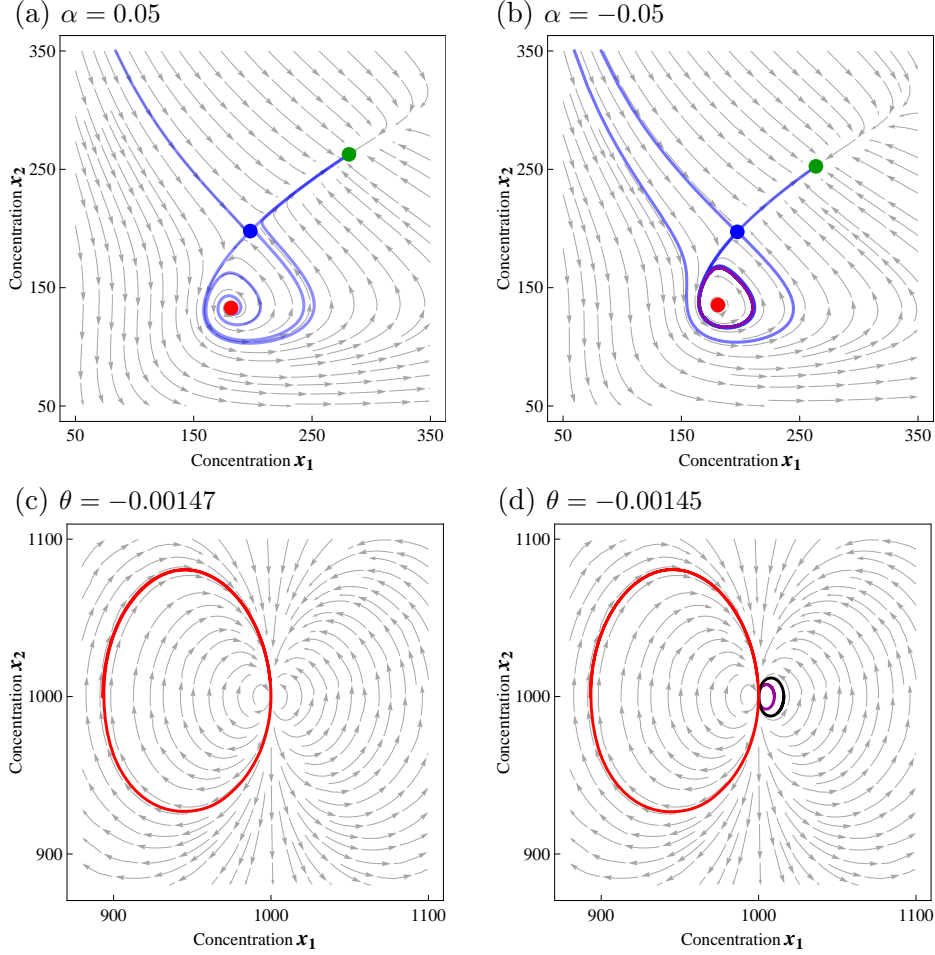 (a) α = 0.05
(b) α = −0.05
350
250
150
50
50
150
250
350
Concentration x₂
Concentration x₁
350
250
150
50
50
150
250
350
Concentration x₂
Concentration x₁
(c) θ = −0.00147
(d) θ = −0.00145
1100
1000
900
900
1000
1100
Concentration x₂
Concentration x₁
1100
1000
900
900
1000
1100
Concentration x₂
Concentration x₁